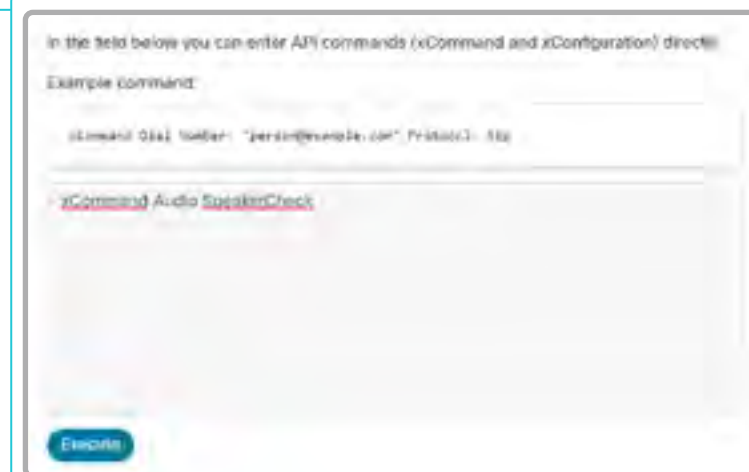 In the field below you can enter API commands (xCommand and xConfiguration) directl
Example command:
xCommand Dial Number: "person@example.com" Protocol: Sip
xCommand Audio SpeakerCheck
Execute